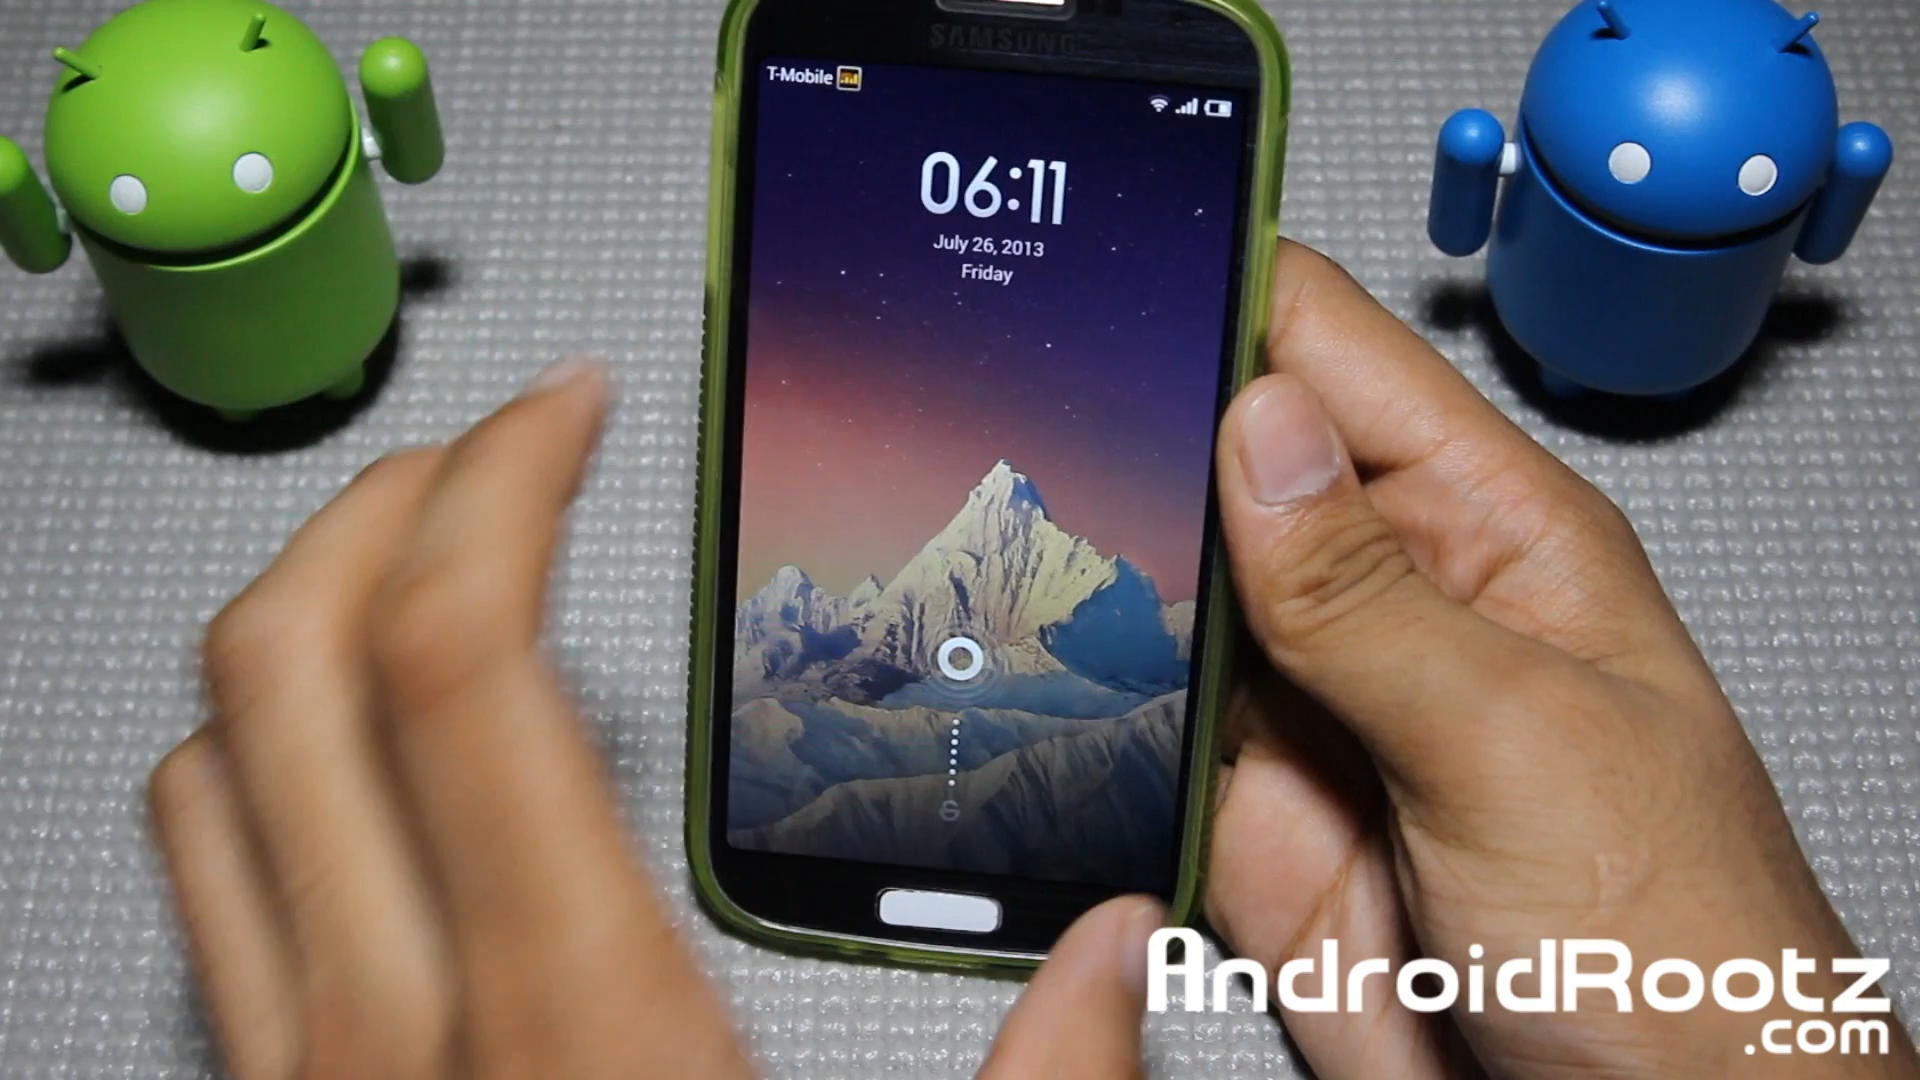 SAMSUNG
T-Mobile
06:11
July 26, 2013
Friday
AndroidRootz
.com